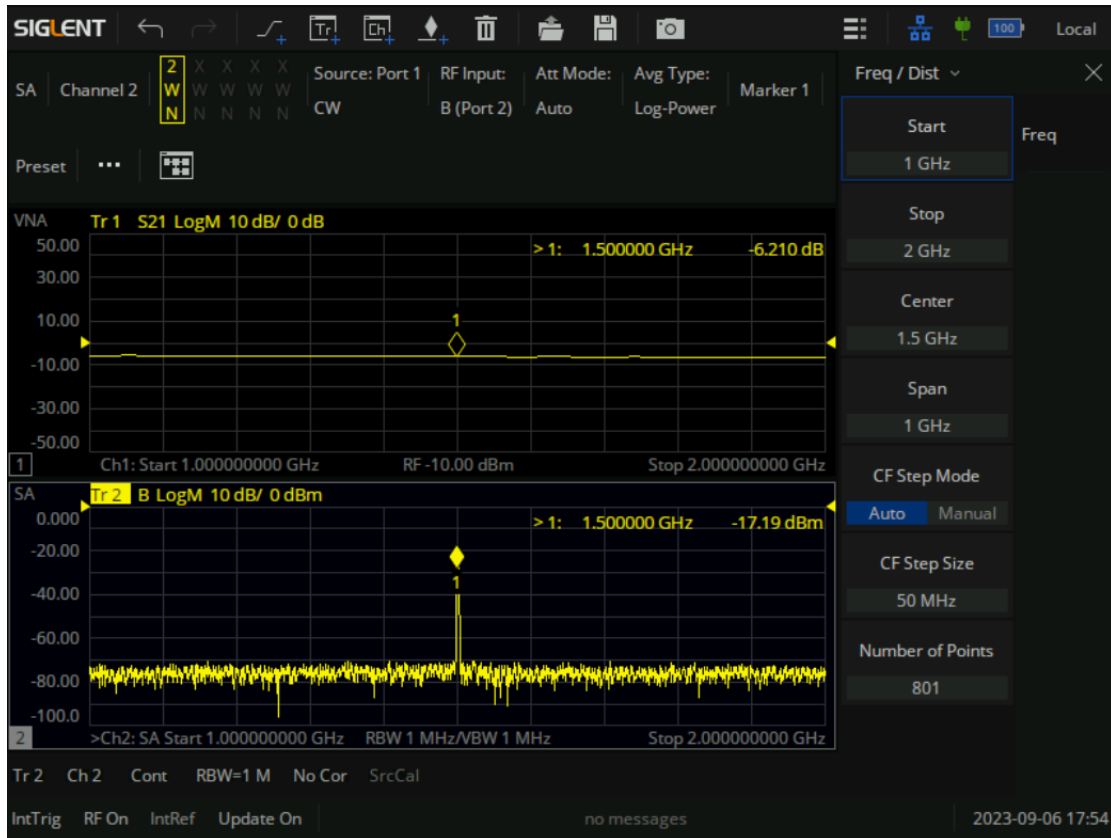 SIGLENT Tr Ch 100 Local
SA Channel 2 2 X X X X Source: Port 1 RF Input: Att Mode: Avg Type: Marker 1
W W W W W CW B (Port 2) Auto Log-Power
N N N N N
Preset ...
VNA Tr 1 S21 LogM 10 dB/ 0 dB
50.00 > 1: 1.500000 GHz -6.210 dB
30.00
10.00 1
-10.00
-30.00
-50.00
1 Ch1: Start 1.000000000 GHz RF -10.00 dBm Stop 2.000000000 GHz
SA Tr 2 B LogM 10 dB/ 0 dBm
0.000 > 1: 1.500000 GHz -17.19 dBm
-20.00
1
-40.00
-60.00
-80.00
-100.0
2 >Ch2: SA Start 1.000000000 GHz RBW 1 MHz/VBW 1 MHz Stop 2.000000000 GHz
Tr 2 Ch 2 Cont RBW=1 M No Cor SrcCal
IntTrig RF On IntRef Update On no messages 2023-09-06 17:54
Freq / Dist
Start
1 GHz
Stop
2 GHz
Center
1.5 GHz
Span
1 GHz
CF Step Mode
Auto Manual
CF Step Size
50 MHz
Number of Points
801
Freq